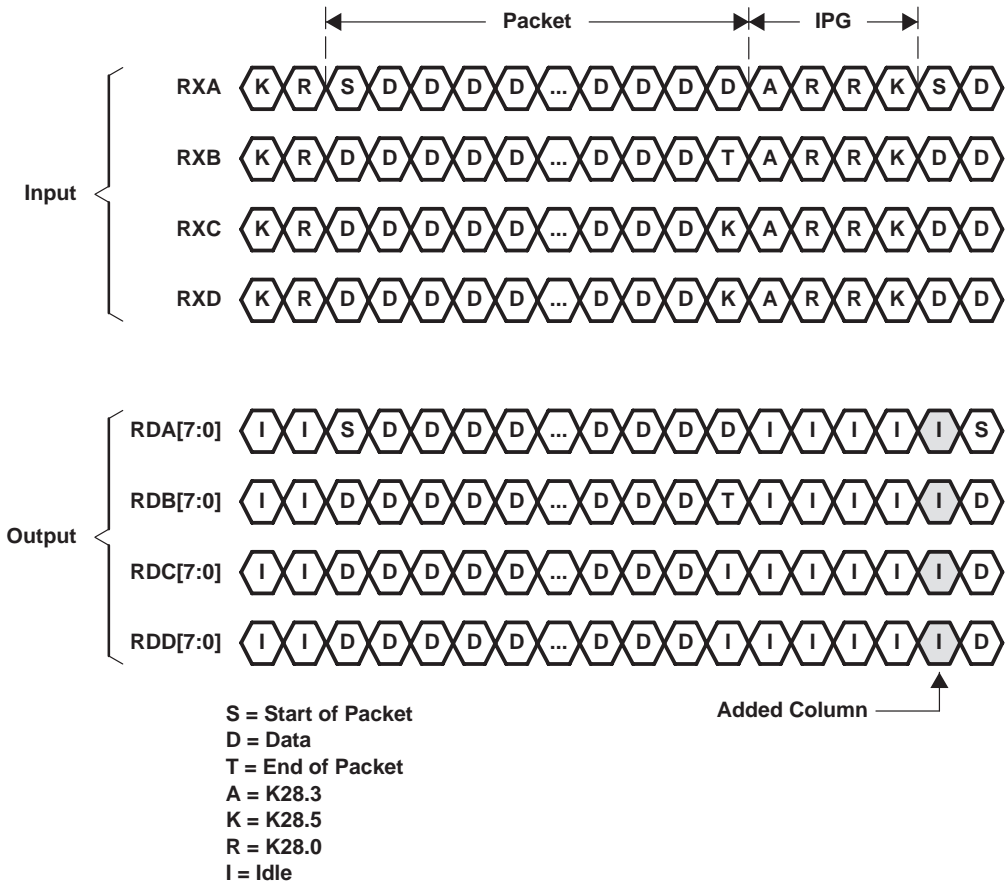 Packet IPG
RXA K R S D D D D ... D D D D A R R K S D
RXB K R D D D D D ... D D D T A R R K D D
Input
RXC K R D D D D D ... D D D K A R R K D D
RXD K R D D D D D ... D D D K A R R K D D
RDA[7:0] I I S D D D D ... D D D D I I I I I S
RDB[7:0] I I D D D D D ... D D D T I I I I I D
Output
RDC[7:0] I I D D D D D ... D D D I I I I I I D
RDD[7:0] I I D D D D D ... D D D I I I I I I D
Added Column
S = Start of Packet
D = Data
T = End of Packet
A = K28.3
K = K28.5
R = K28.0
I = Idle